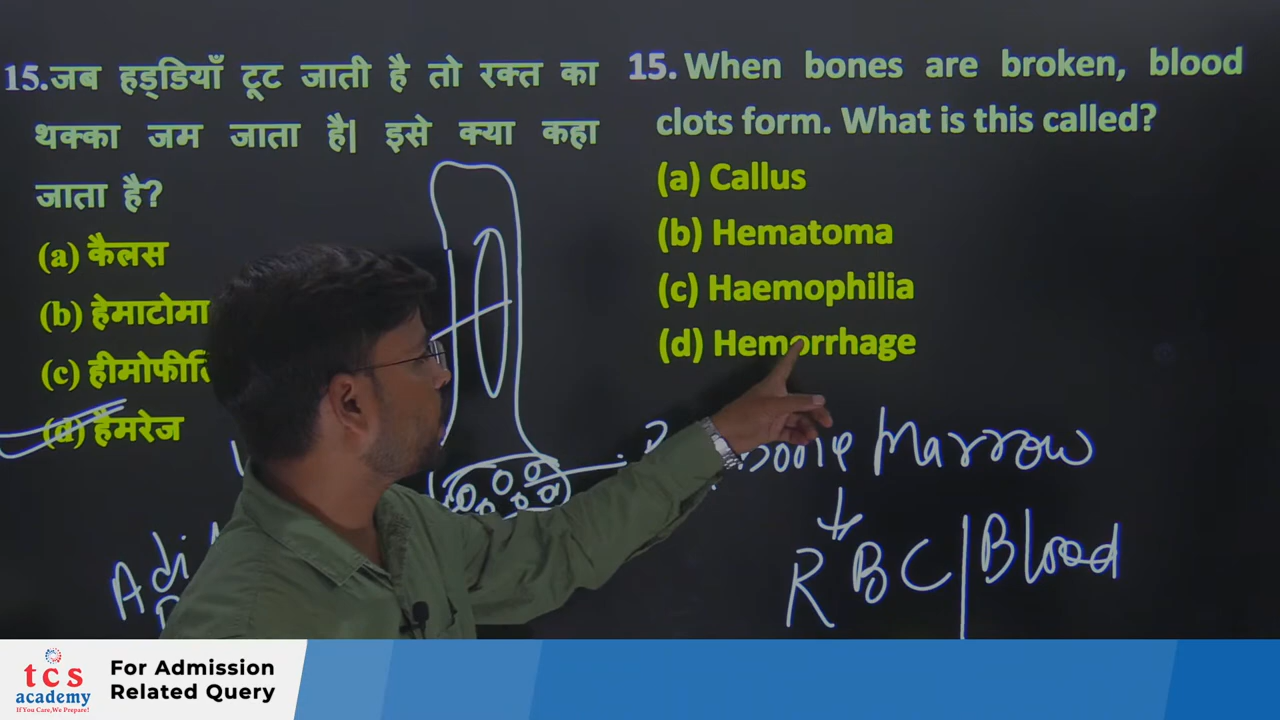 15.जब हड्डियाँ टूट जाती है तो रक्त का
थक्का जम जाता है| इसे क्या कहा
जाता है?
(a) कैलस
(b) हेमाटोमा
(c)
(d) हैमरेज
15. When bones are broken, blood
clots form. What is this called?
(a) Callus
(b) Hematoma
(c) Haemophilia
(d) Hemorrhage
?
Bone Marrow
RBC | Blood
Adi
tcs
academy
If You Care,We Prepare!
For Admission
Related Query